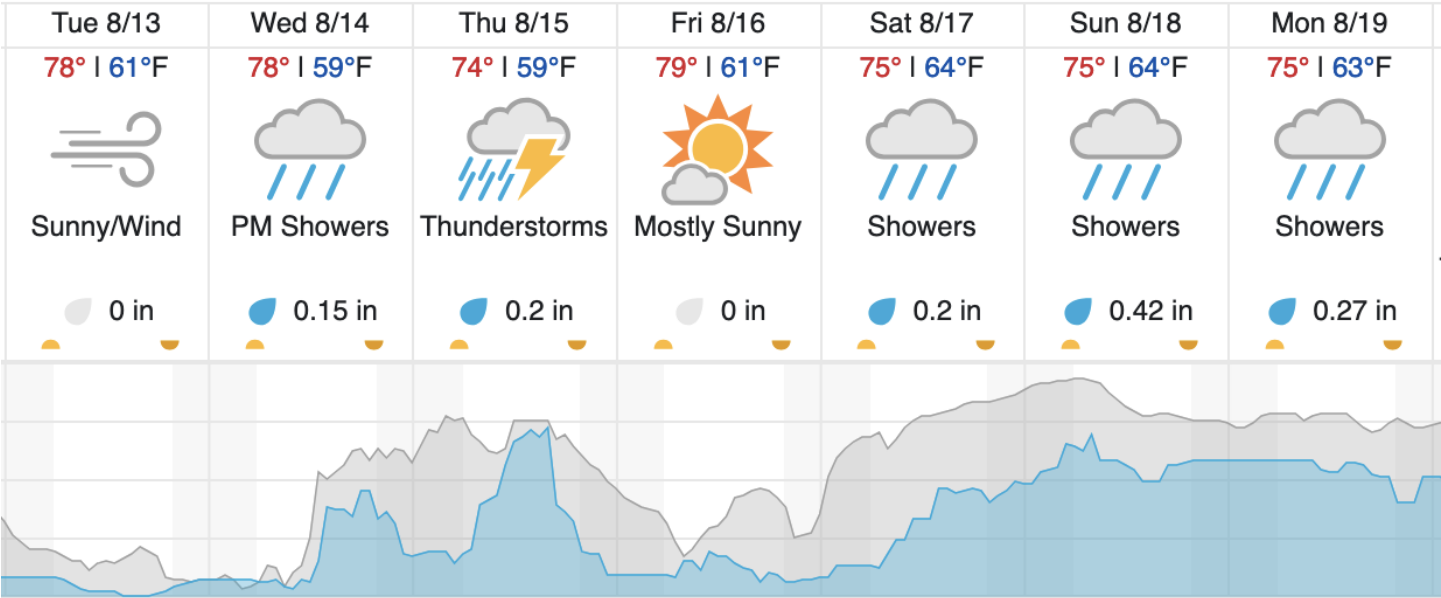 Tue 8/13 Wed 8/14 Thu 8/15 Fri 8/16 Sat 8/17 Sun 8/18 Mon 8/19
78° | 61°F 78° | 59°F 74° | 59°F 79° | 61°F 75° | 64°F 75° | 64°F 75° | 63°F
Sunny/Wind PM Showers Thunderstorms Mostly Sunny Showers Showers Showers
0 in 0.15 in 0.2 in 0 in 0.2 in 0.42 in 0.27 in